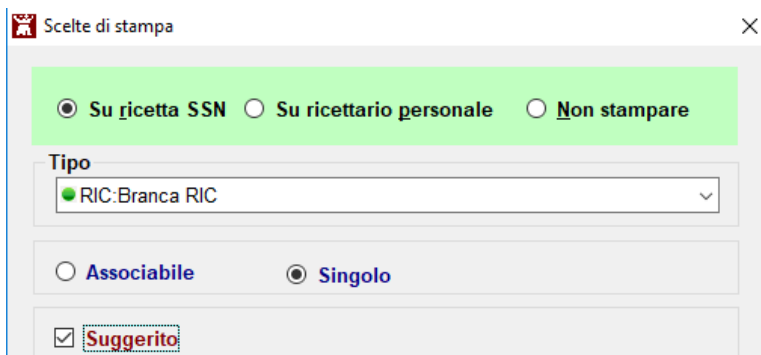 Scelte di stampa
Su ricetta SSN Su ricettario personale Non stampare
Tipo
RIC:Branca RIC
Associabile Singolo
Suggerito